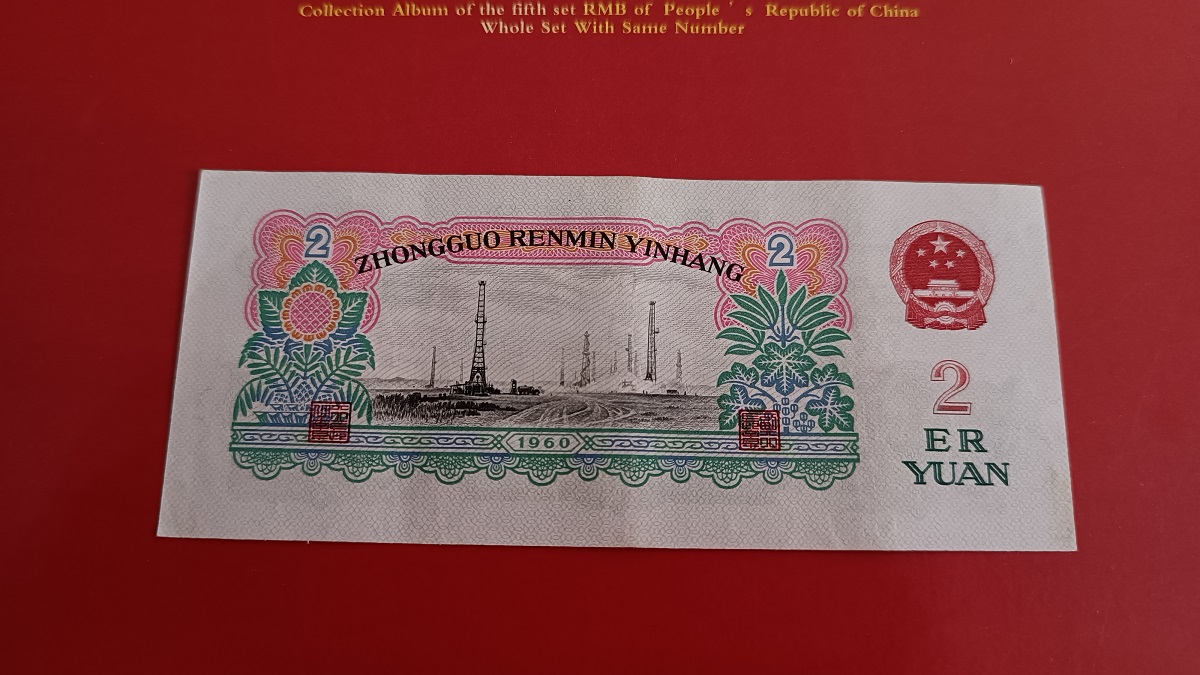 Collection Album of the fifth set RMB of People ' s Republic of China
Whole Set With Same Number
2
ZHONGGUO RENMIN YINHANG
2
1960
2
ER
YUAN